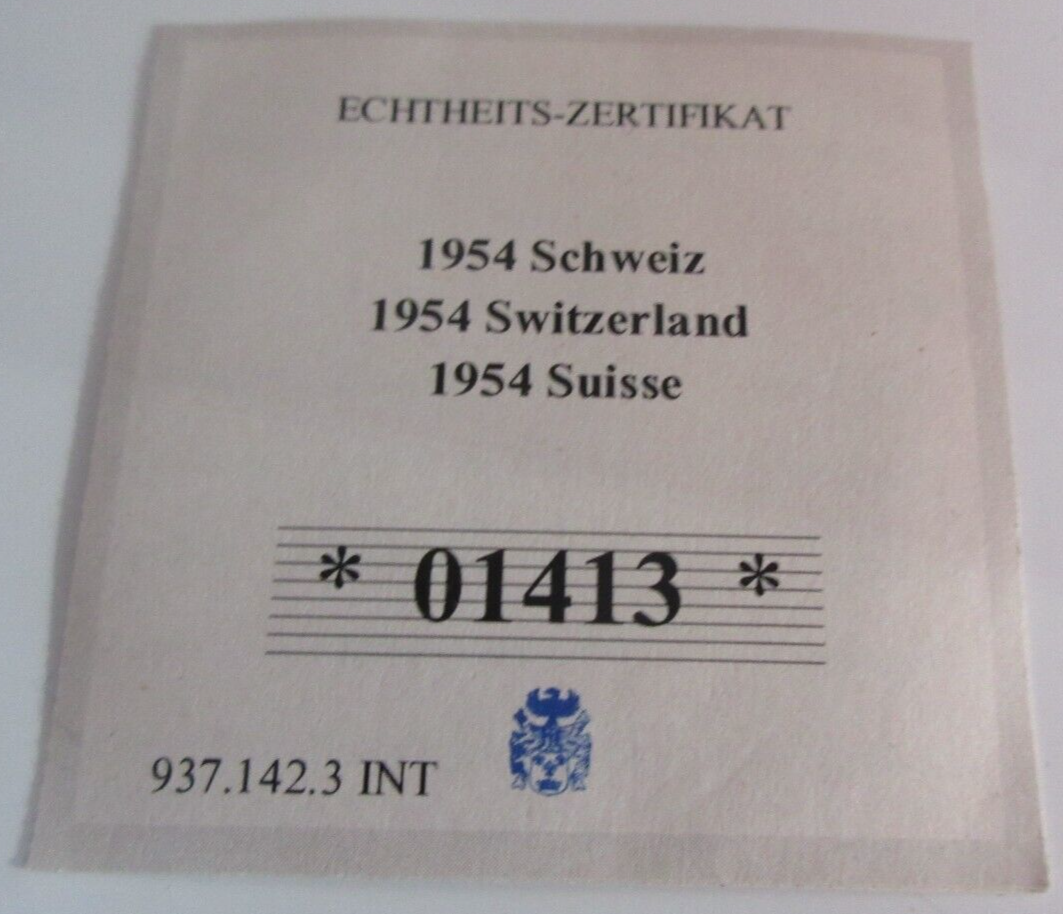 ECHTHEITS-ZERTIFIKAT
1954 Schweiz
1954 Switzerland
1954 Suisse
* 01413 *
937.142.3 INT